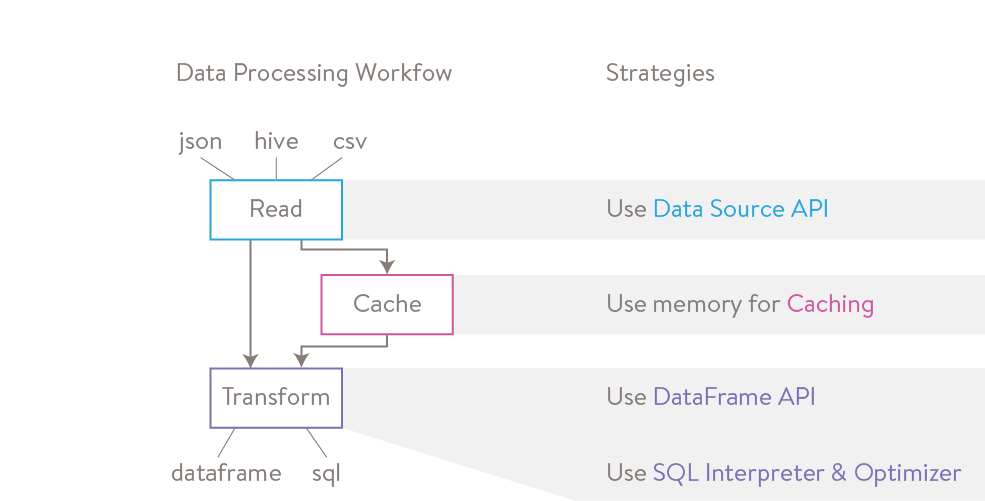 Data Processing Workfow
Strategies
json hive csv
Read
Use Data Source API
Cache
Use memory for Caching
Transform
Use DataFrame API
dataframe sql
Use SQL Interpreter & Optimizer